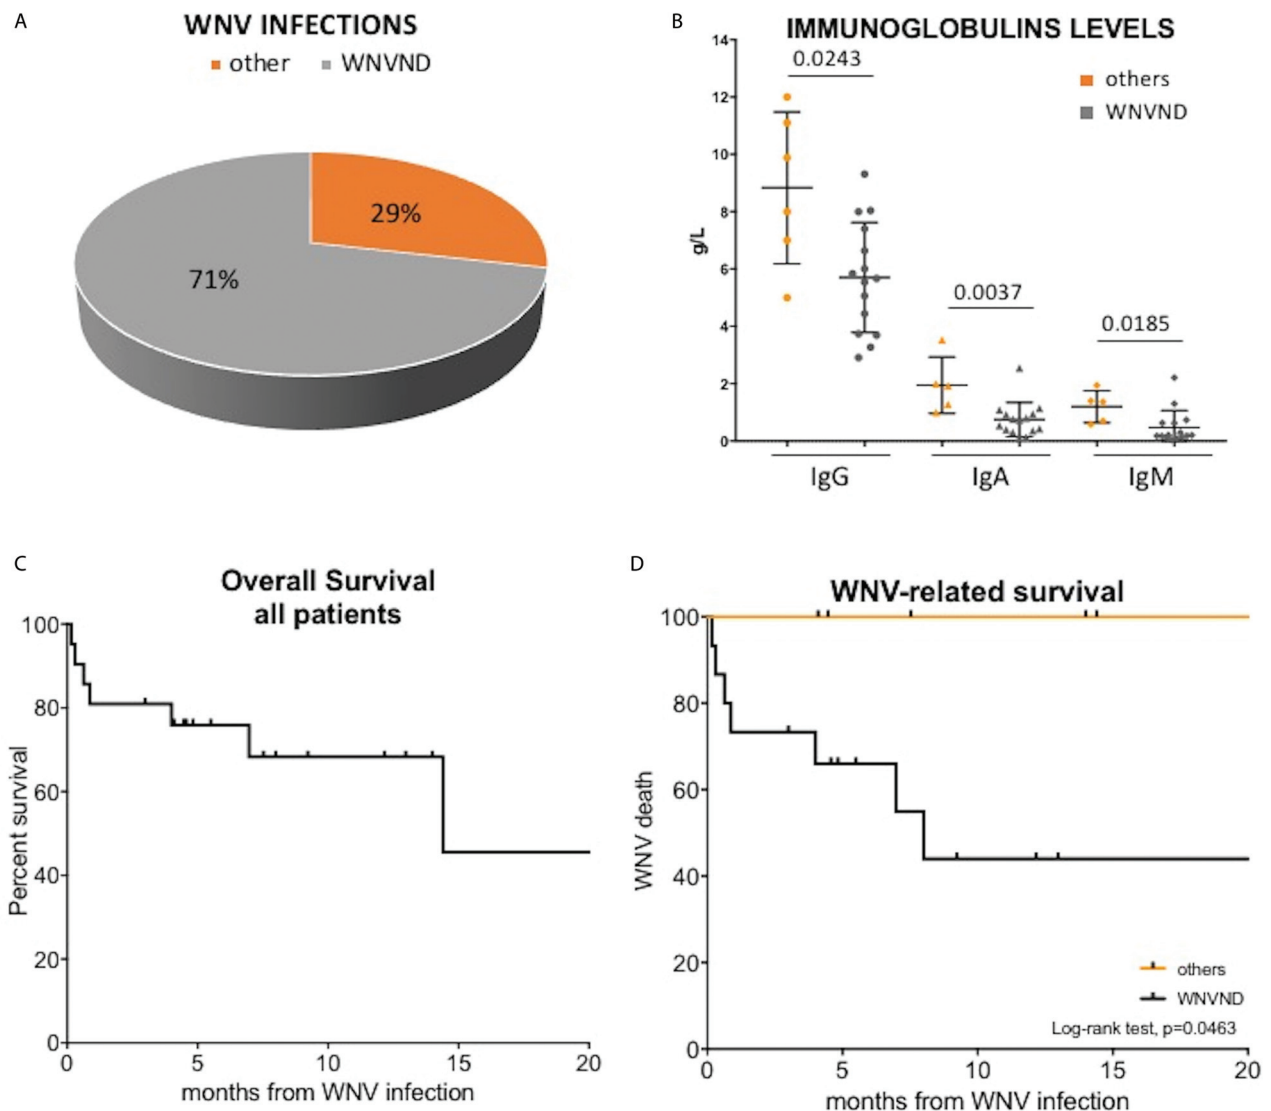 A
WNV INFECTIONS
other WNVND
29%
71%
B
IMMUNOGLOBULINS LEVELS
14
12
10
8
6
4
2
0
g/L
0.0243
others
WNVND
0.0037
0.0185
IgG IgA IgM
C
Overall Survival
all patients
100
80
60
40
20
0
Percent survival
0 5 10 15 20
months from WNV infection
D
WNV-related survival
100
80
60
40
20
0
WNV death
others
WNVND
Log-rank test, p=0.0463
0 5 10 15 20
months from WNV infection